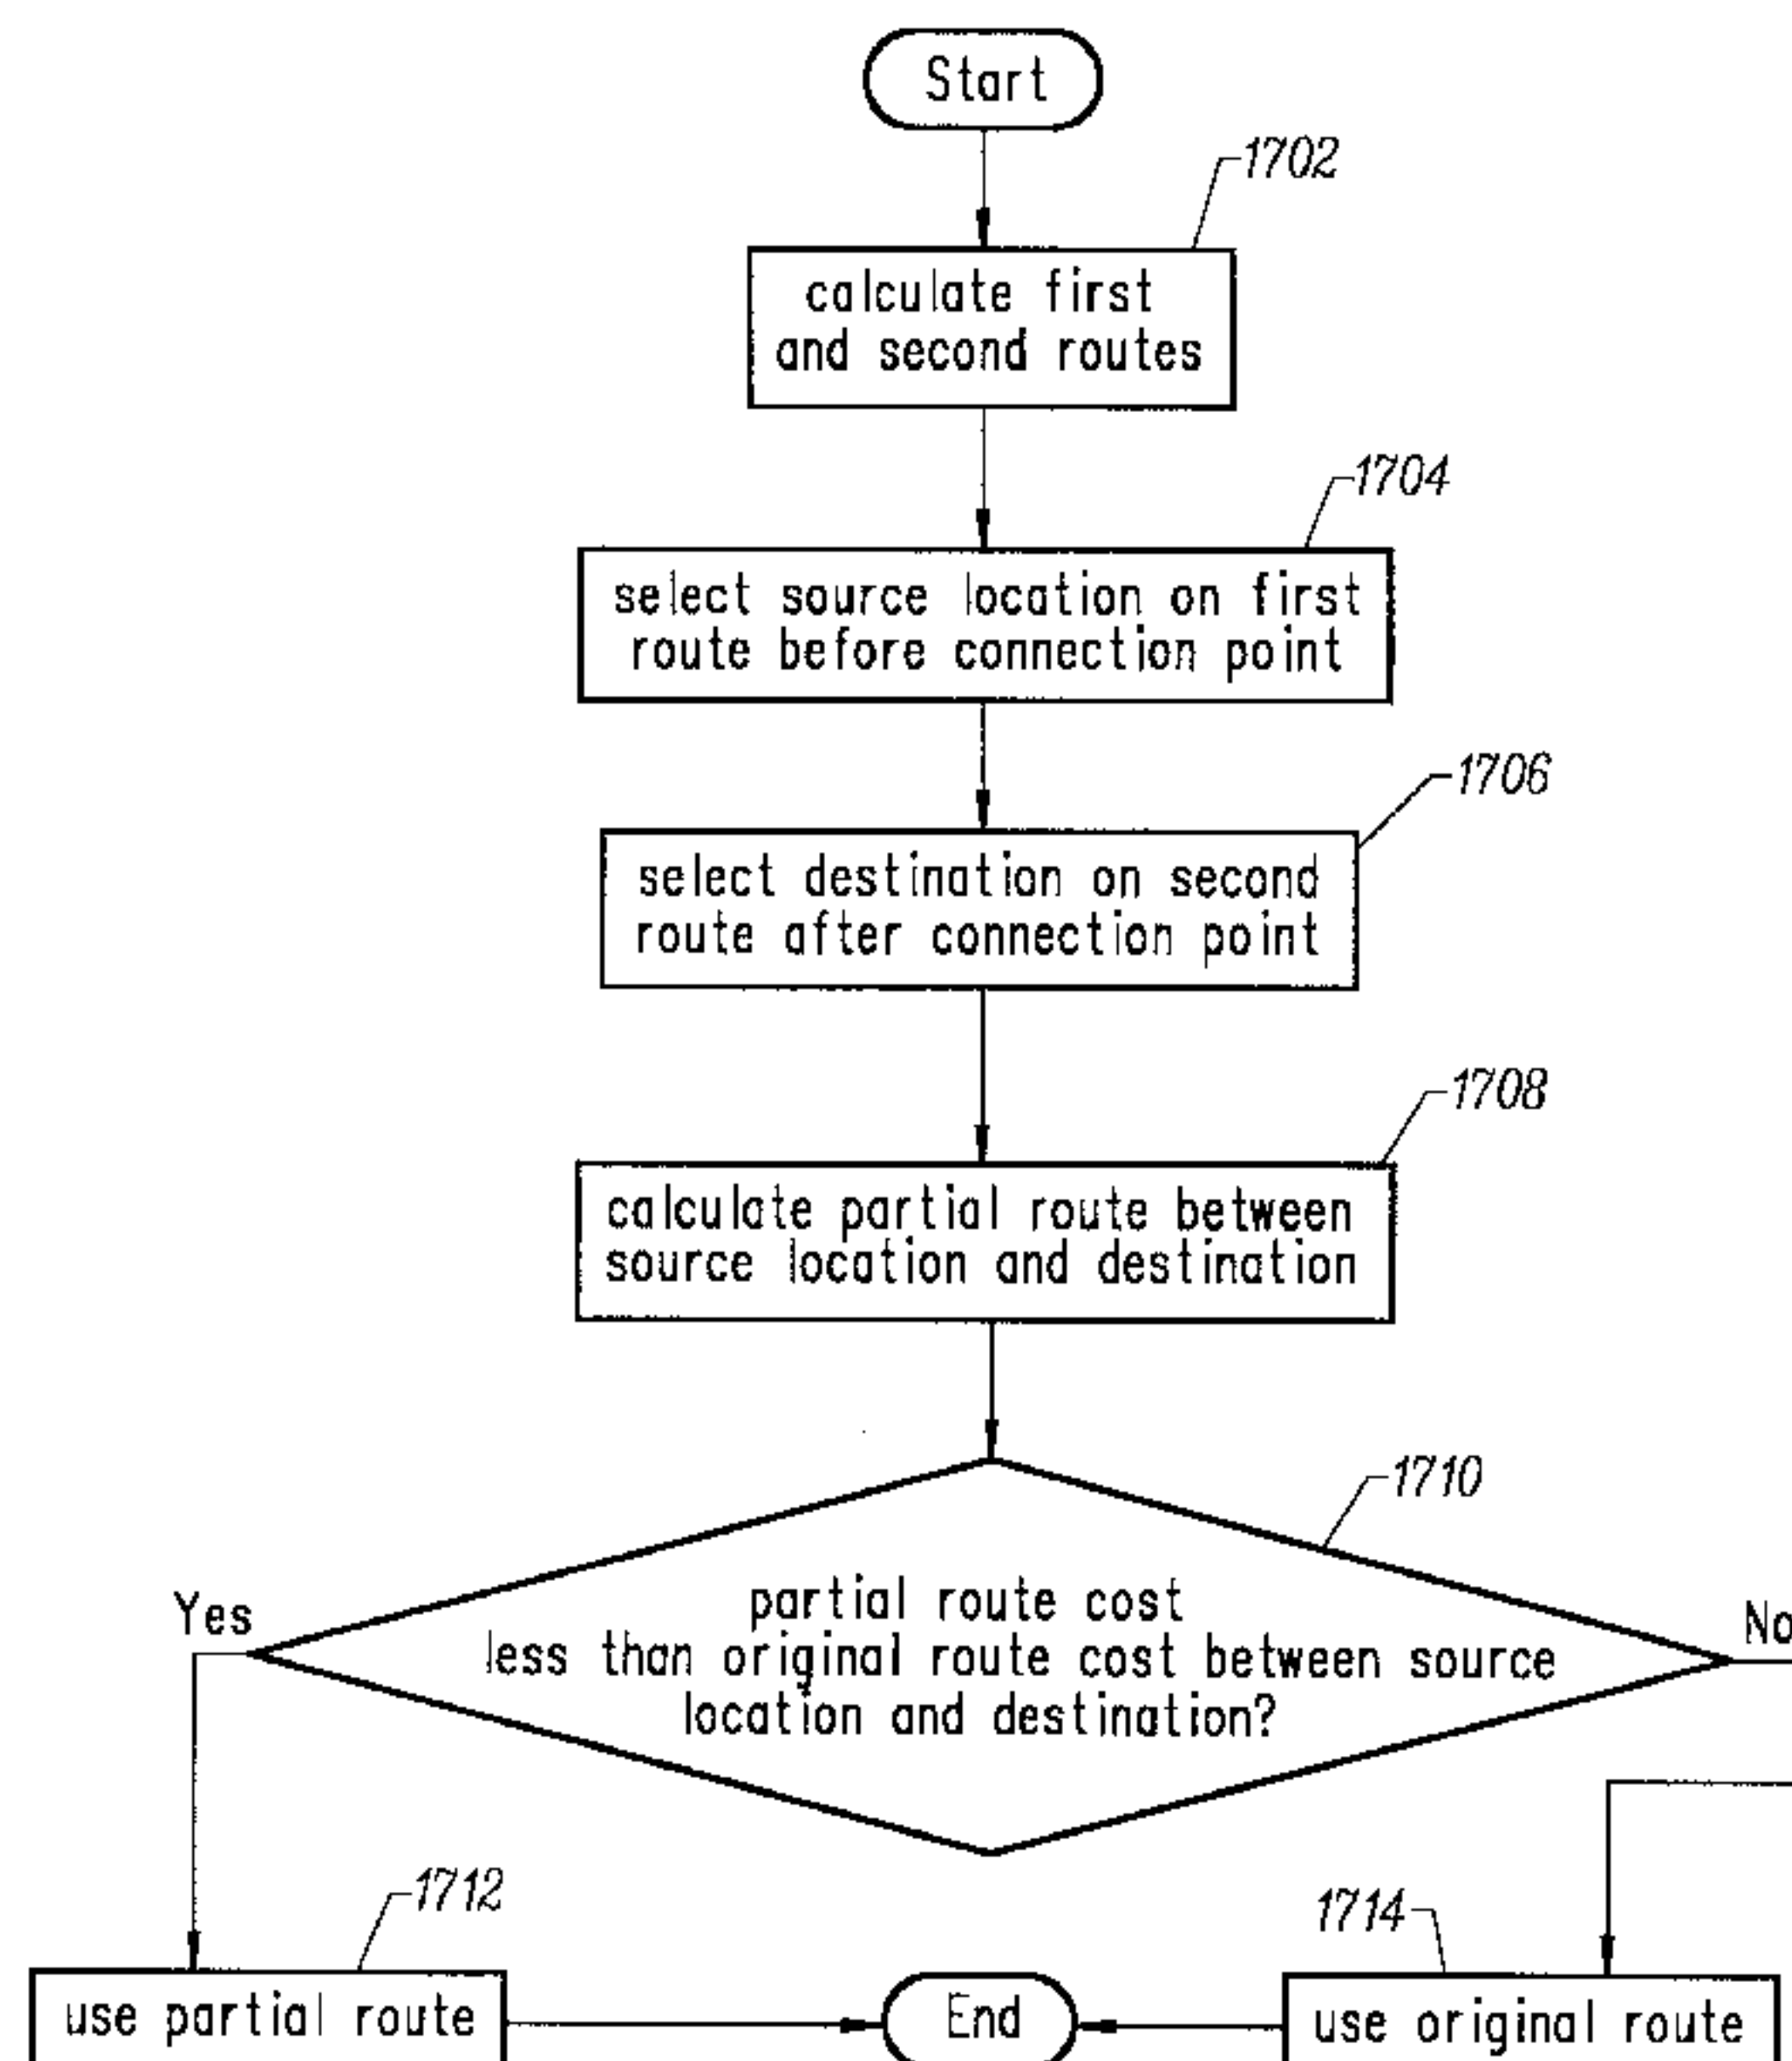 Start
1702
calculate first
and second routes
1704
select source location on first
route before connection point
1706
select destination on second
route after connection point
1708
calculate partial route between
source location and destination
1710
partial route cost
less than original route cost between source
location and destination?
Yes
No
1712
use partial route
End
1714
use original route